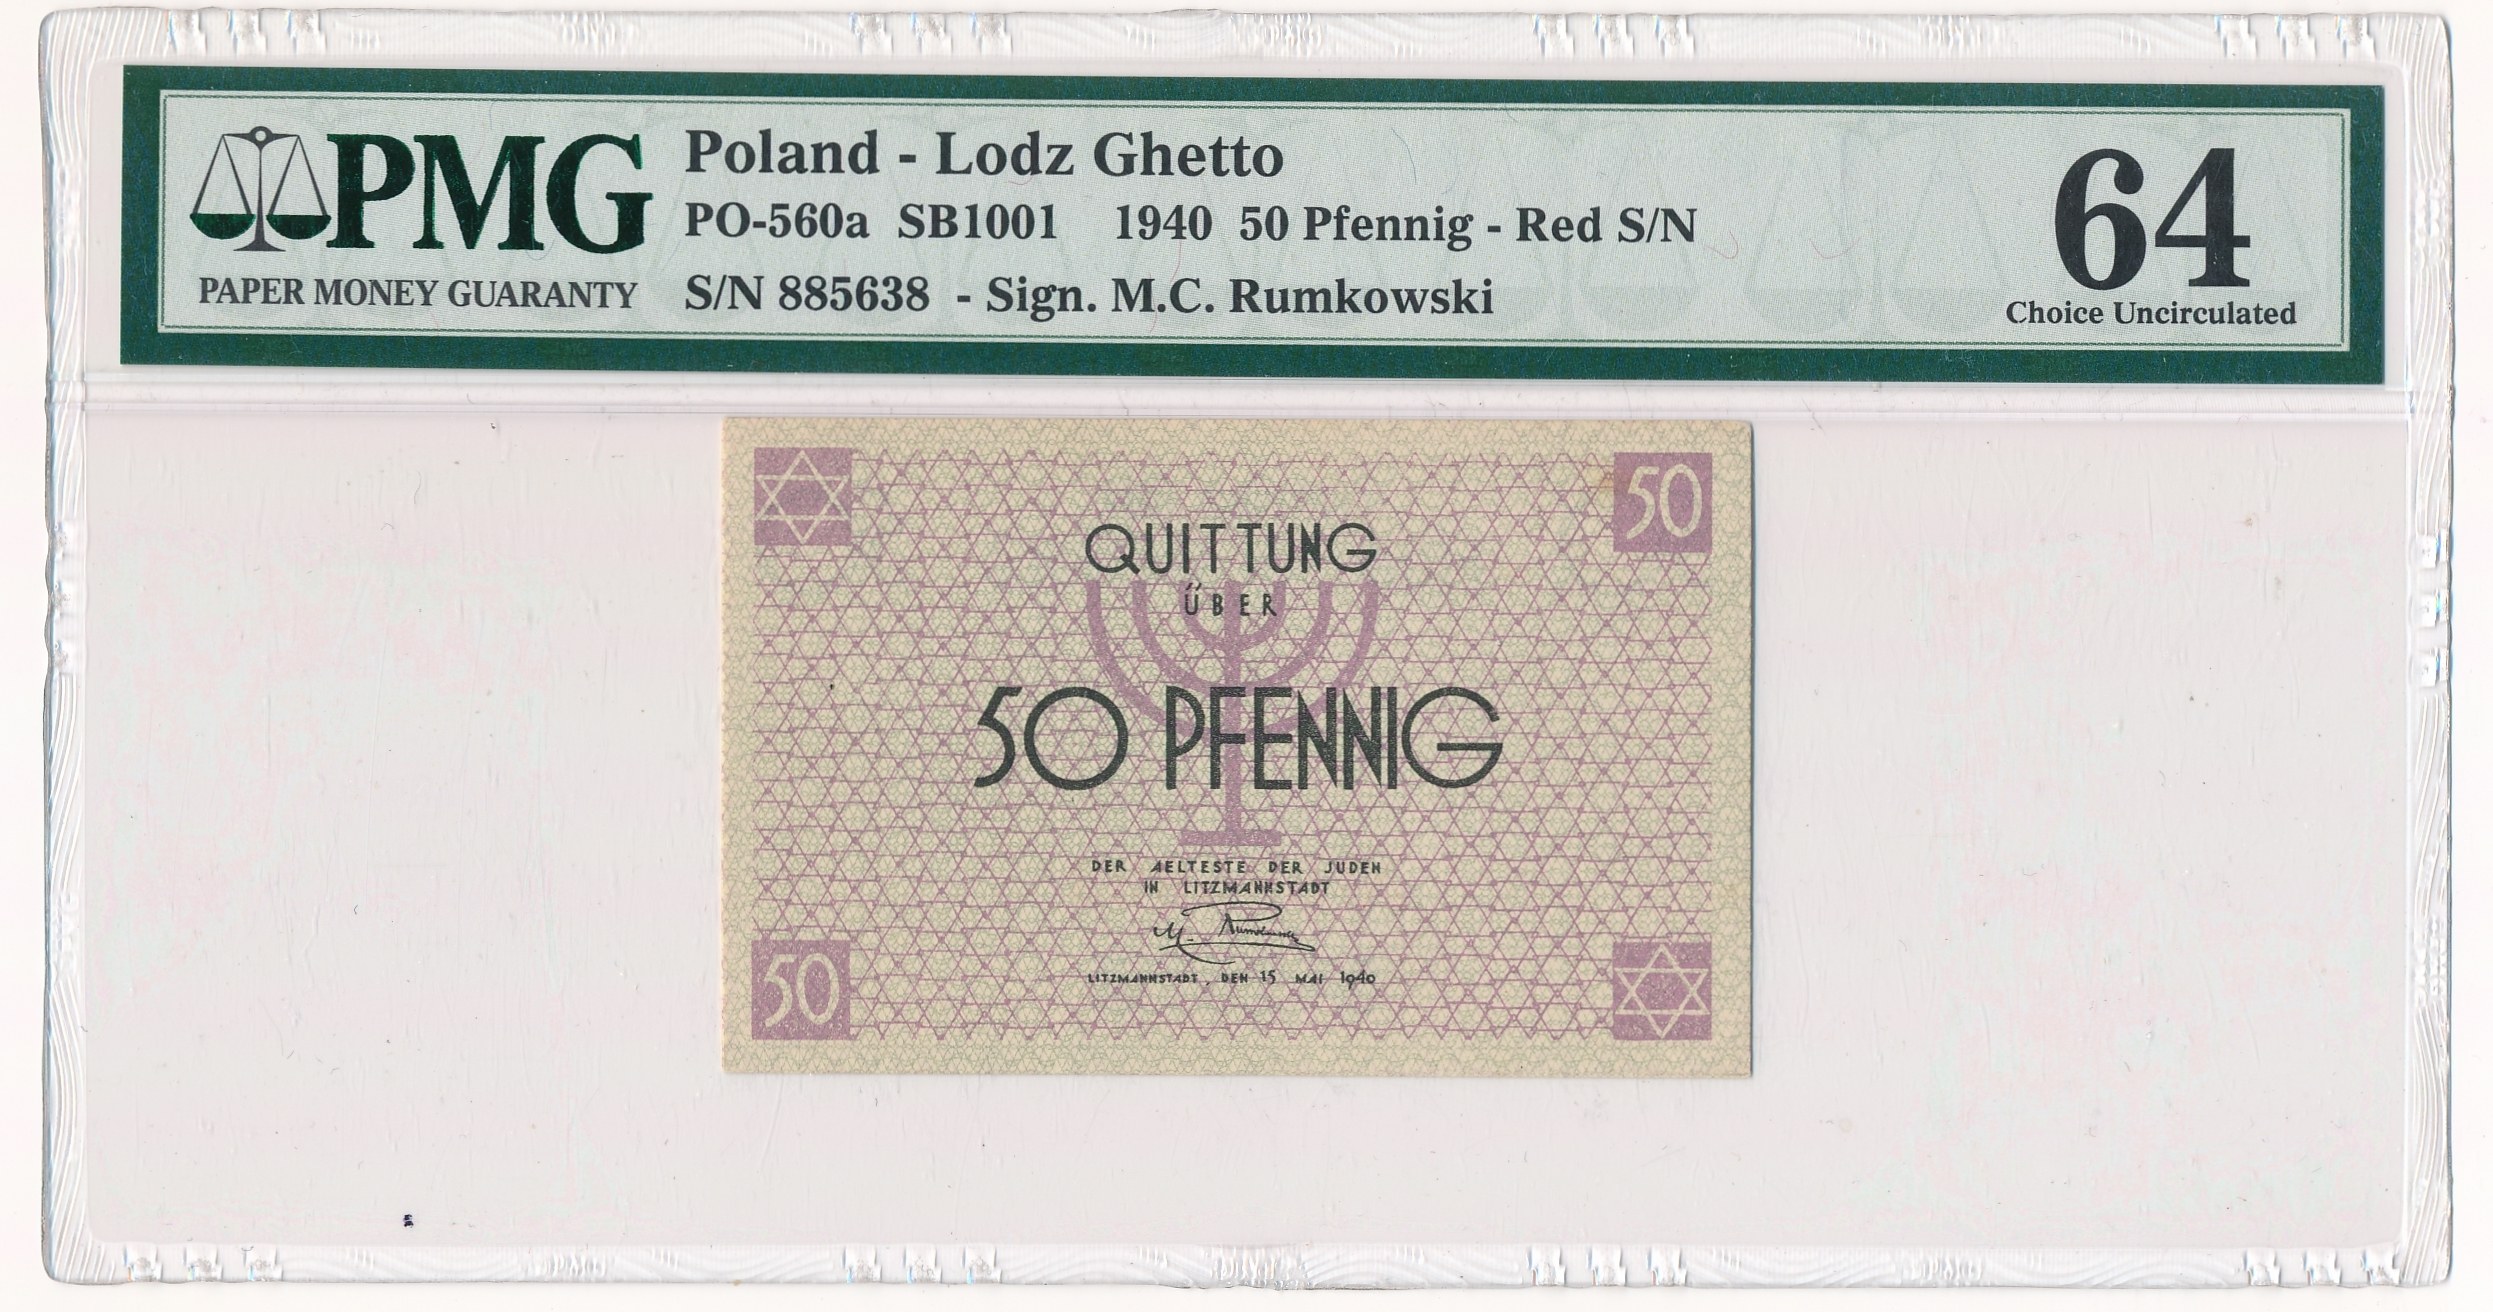 PMG
PAPER MONEY GUARANTY
Poland - Lodz Ghetto
PO-560a SB1001 1940 50 Pfennig - Red S/N
S/N 885638 - Sign. M.C. Rumkowski
64
Choice Uncirculated
50
QUITTUNG
ÜBER
50 PFENNIG
DER AELTESTE DER JUDEN
IN LITZMANNSTADT
M. Rumkowski
50
LITZMANNSTADT, DEN 15 MAI 1940